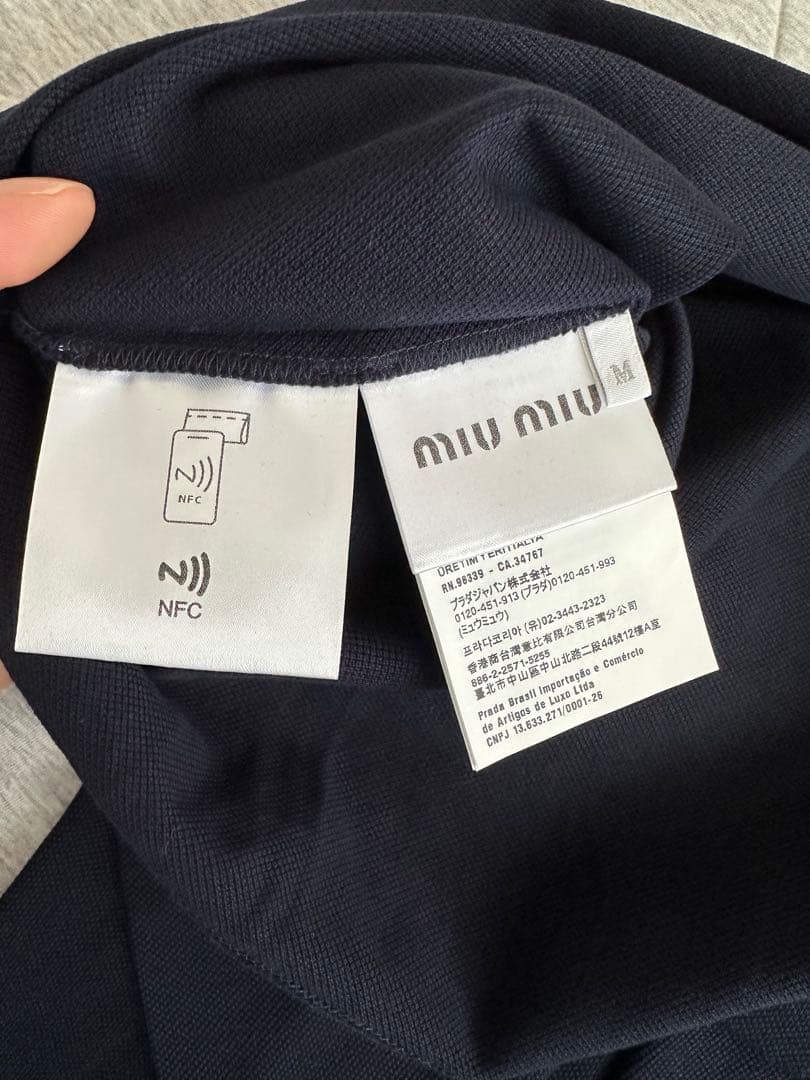 NFC
NFC
M
miu miu
ÜRETİM YERİ İTALYA
RN.96339 - CA.34767
プラダジャパン株式会社
0120-451-913 (プラダ)0120-451-993
(ミュウミュウ)
프라다코리아 (유)02-3443-2323
香港商台灣意比有限公司台灣分公司
886-2-2571-5255
臺北市中山區中山北路二段44號12樓A室
Prada Brasil Importação e Comércio
de Artigos de Luxo Ltda
CNPJ 13.633.271/0001-26